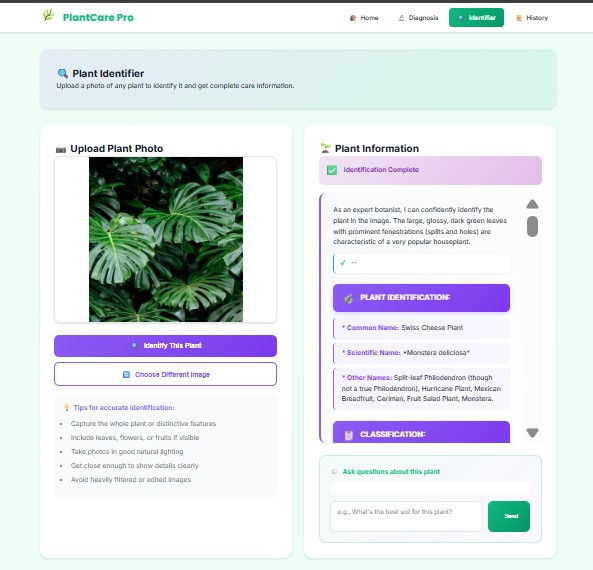 PlantCare Pro
Home
Diagnosis
Identifier
History
Plant Identifier
Upload a photo of any plant to identify it and get complete care information.
Upload Plant Photo
Identify This Plant
Choose Different Image
Tips for accurate identification:
• Capture the whole plant or distinctive features
• Include leaves, flowers, or fruits if visible
• Take photos in good natural lighting
• Get close enough to show details clearly
• Avoid heavily filtered or edited images
Plant Information
Identification Complete
As an expert botanist, I can confidently identify the
plant in the image. The large, glossy, dark green leaves
with prominent fenestrations (splits and holes) are
characteristic of a very popular houseplant.
✓ --
PLANT IDENTIFICATION:
* Common Name: Swiss Cheese Plant
* Scientific Name: *Monstera deliciosa*
* Other Names: Split-leaf Philodendron (though
not a true Philodendron), Hurricane Plant, Mexican
Breadfruit, Ceriman, Fruit Salad Plant, Monstera.
CLASSIFICATION:
Ask questions about this plant
e.g., What's the best soil for this plant?
Send